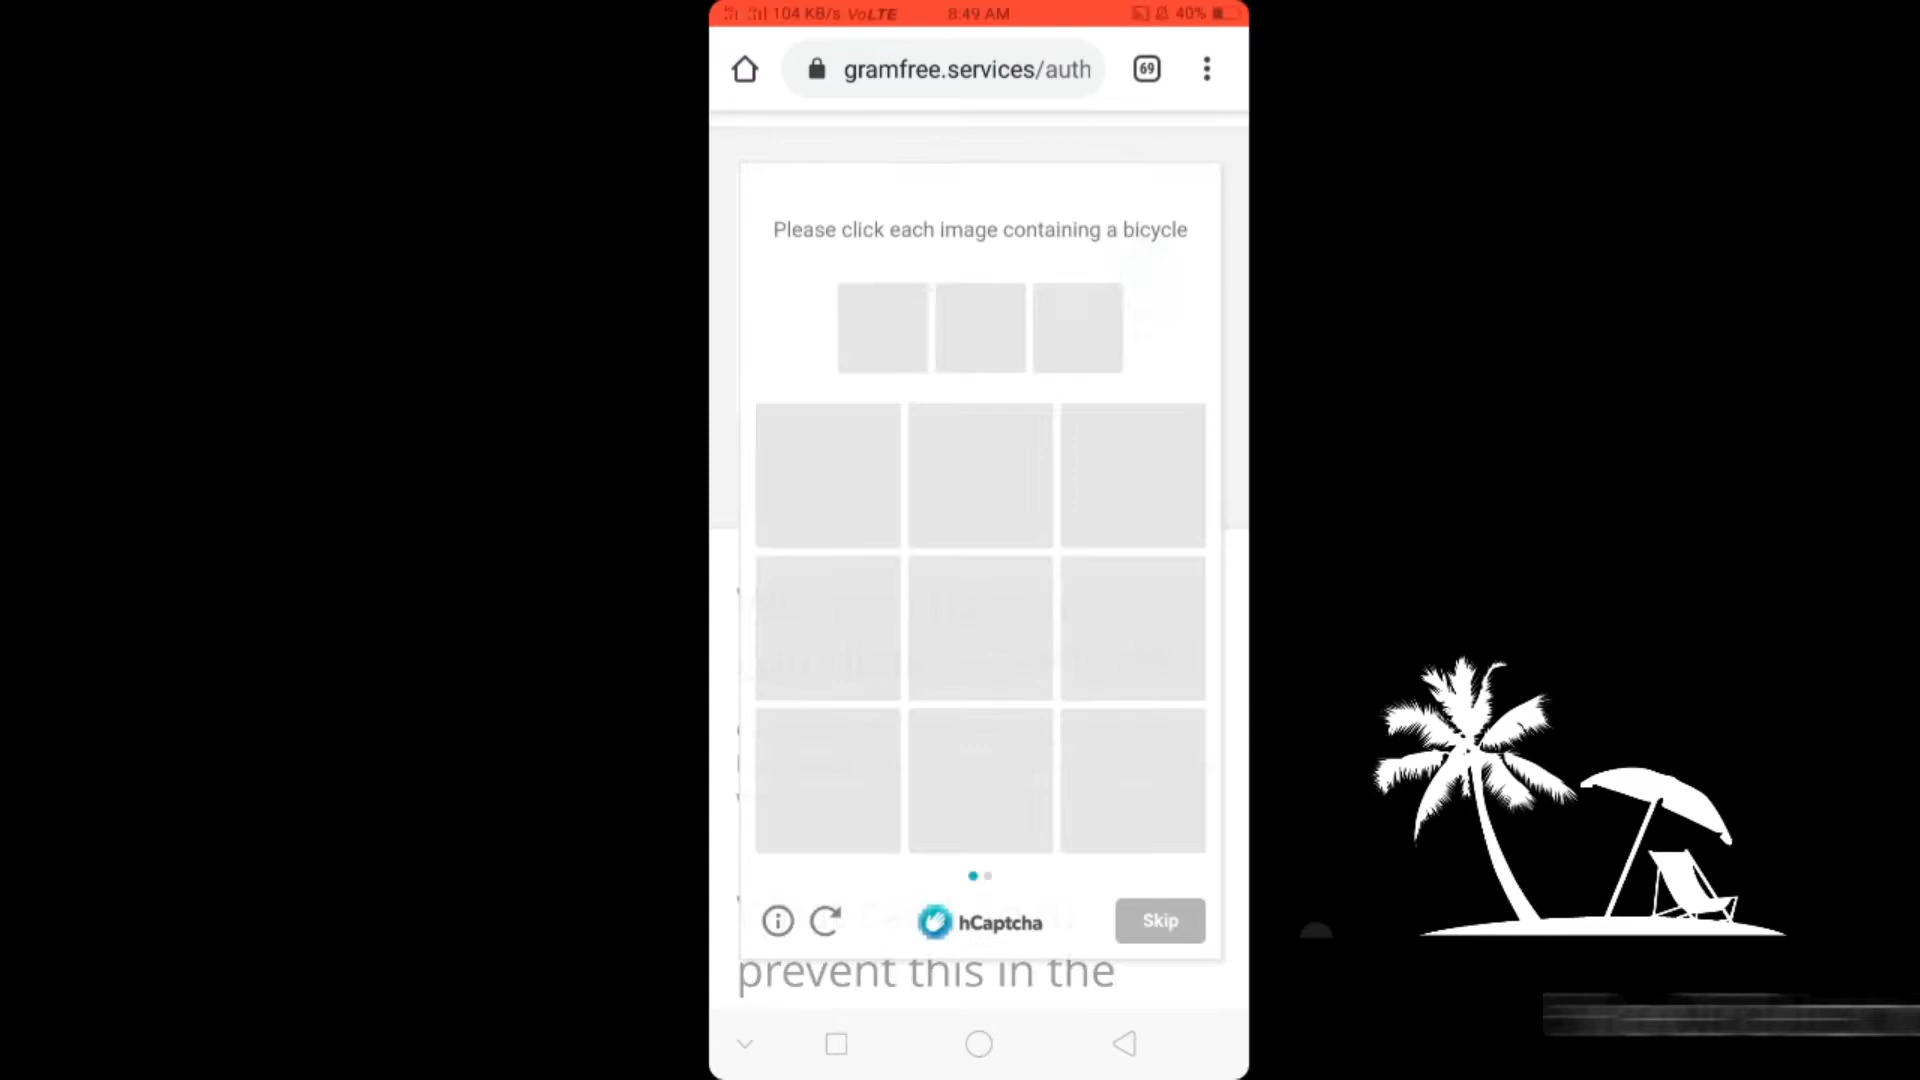 104 KB/s VoLTE 8:49 AM 40%
gramfree.services/auth
69
Please click each image containing a bicycle
hCaptcha
Skip
prevent this in the